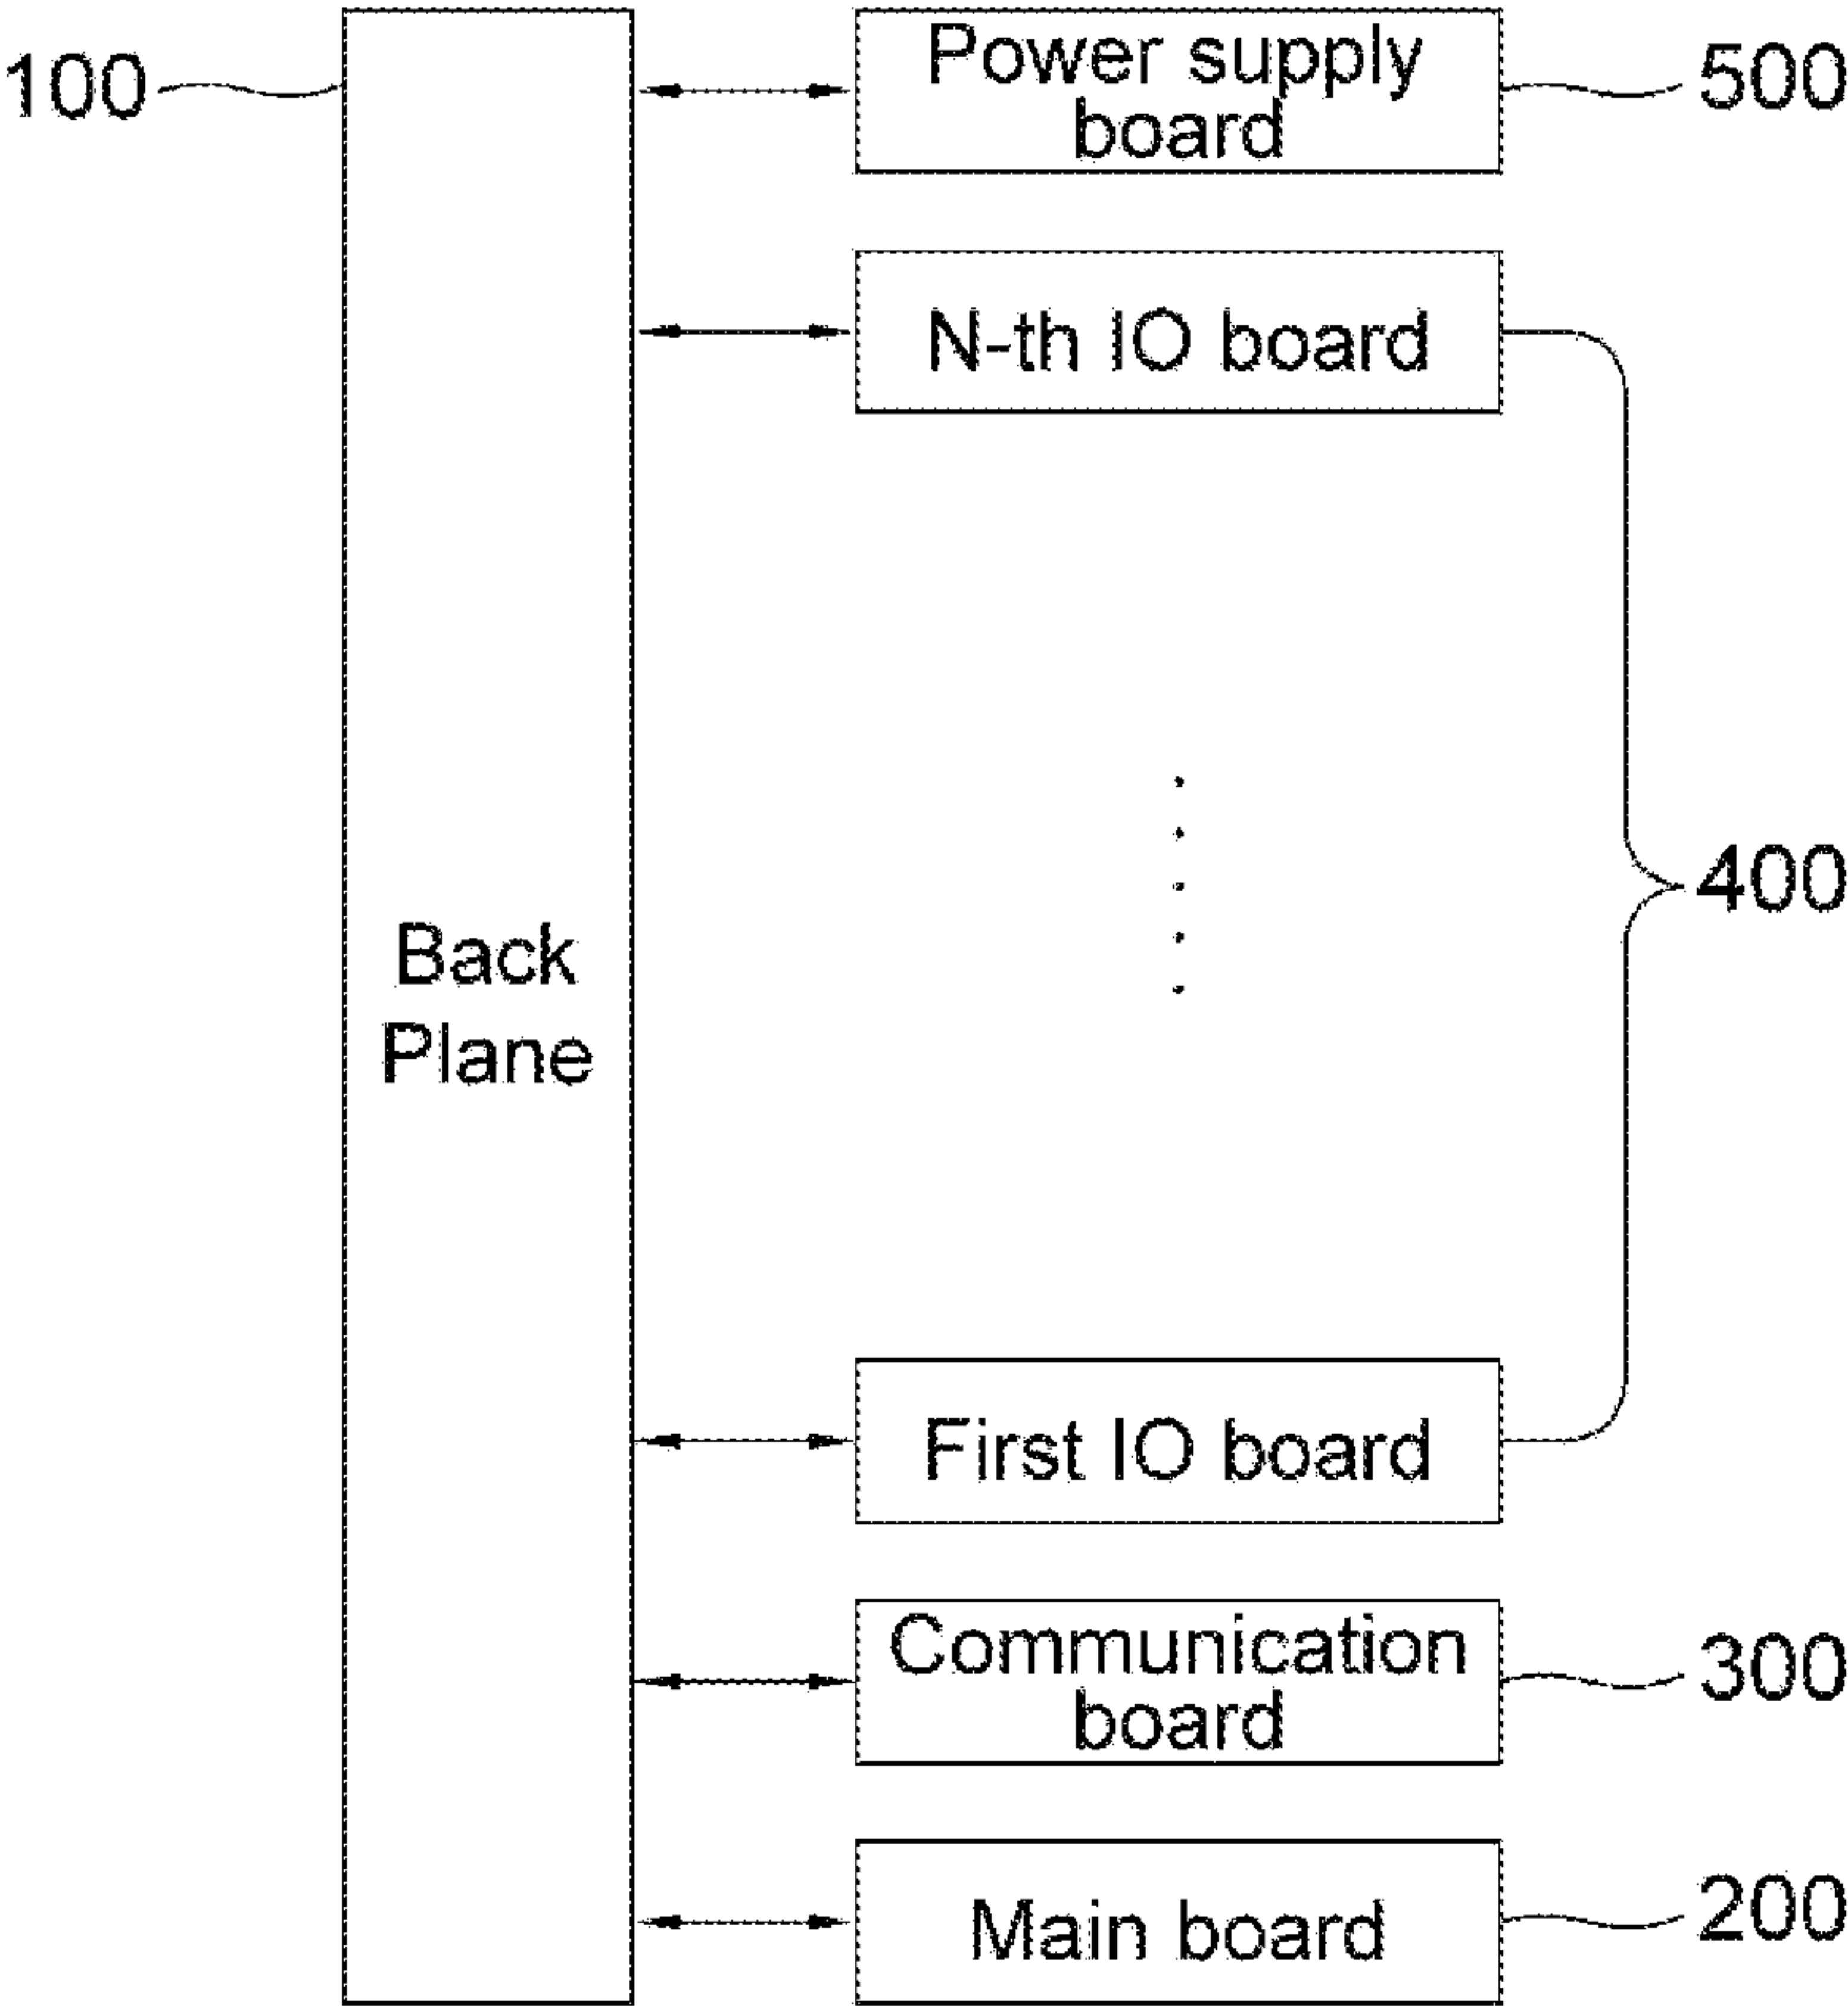 100
Power supply
board
500
N-th IO board
400
Back
Plane
First IO board
Communication
board
300
Main board
200